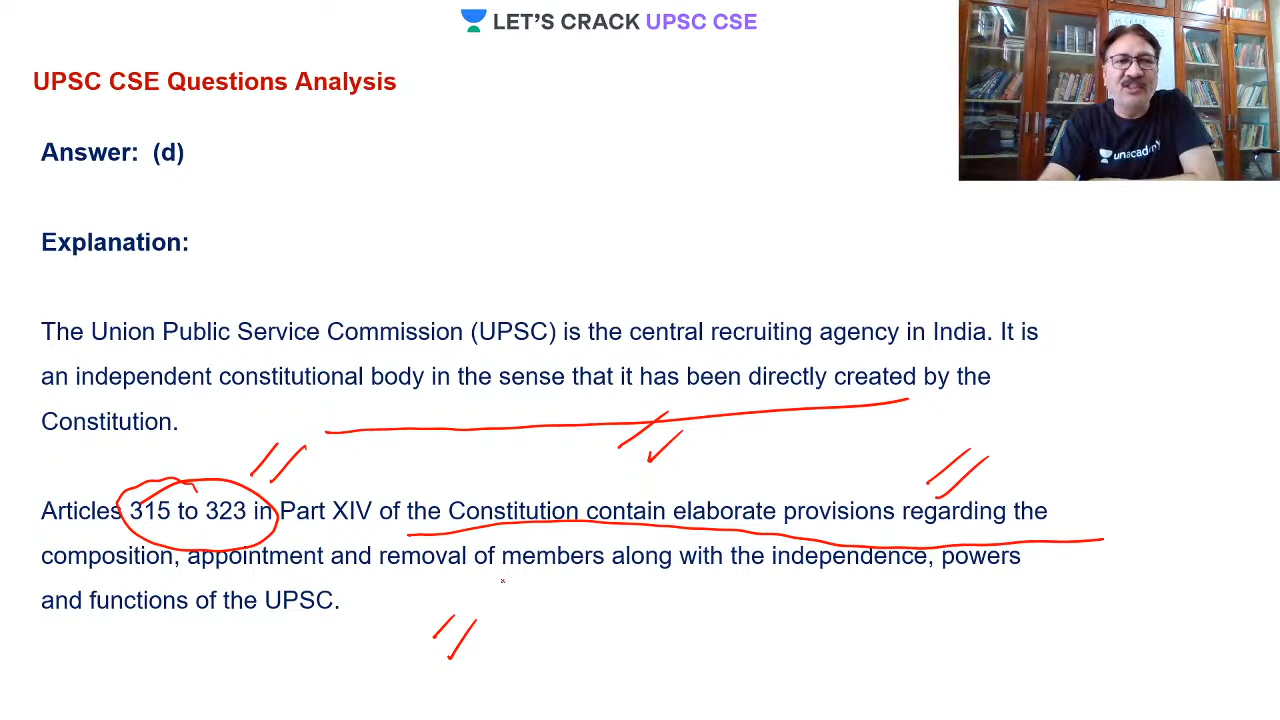 LET'S CRACK UPSC CSE
UPSC CSE Questions Analysis
unacademy
Answer: (d)
Explanation:
The Union Public Service Commission (UPSC) is the central recruiting agency in India. It is
an independent constitutional body in the sense that it has been directly created by the
Constitution.
Articles 315 to 323 in Part XIV of the Constitution contain elaborate provisions regarding the
composition, appointment and removal of members along with the independence, powers
and functions of the UPSC.